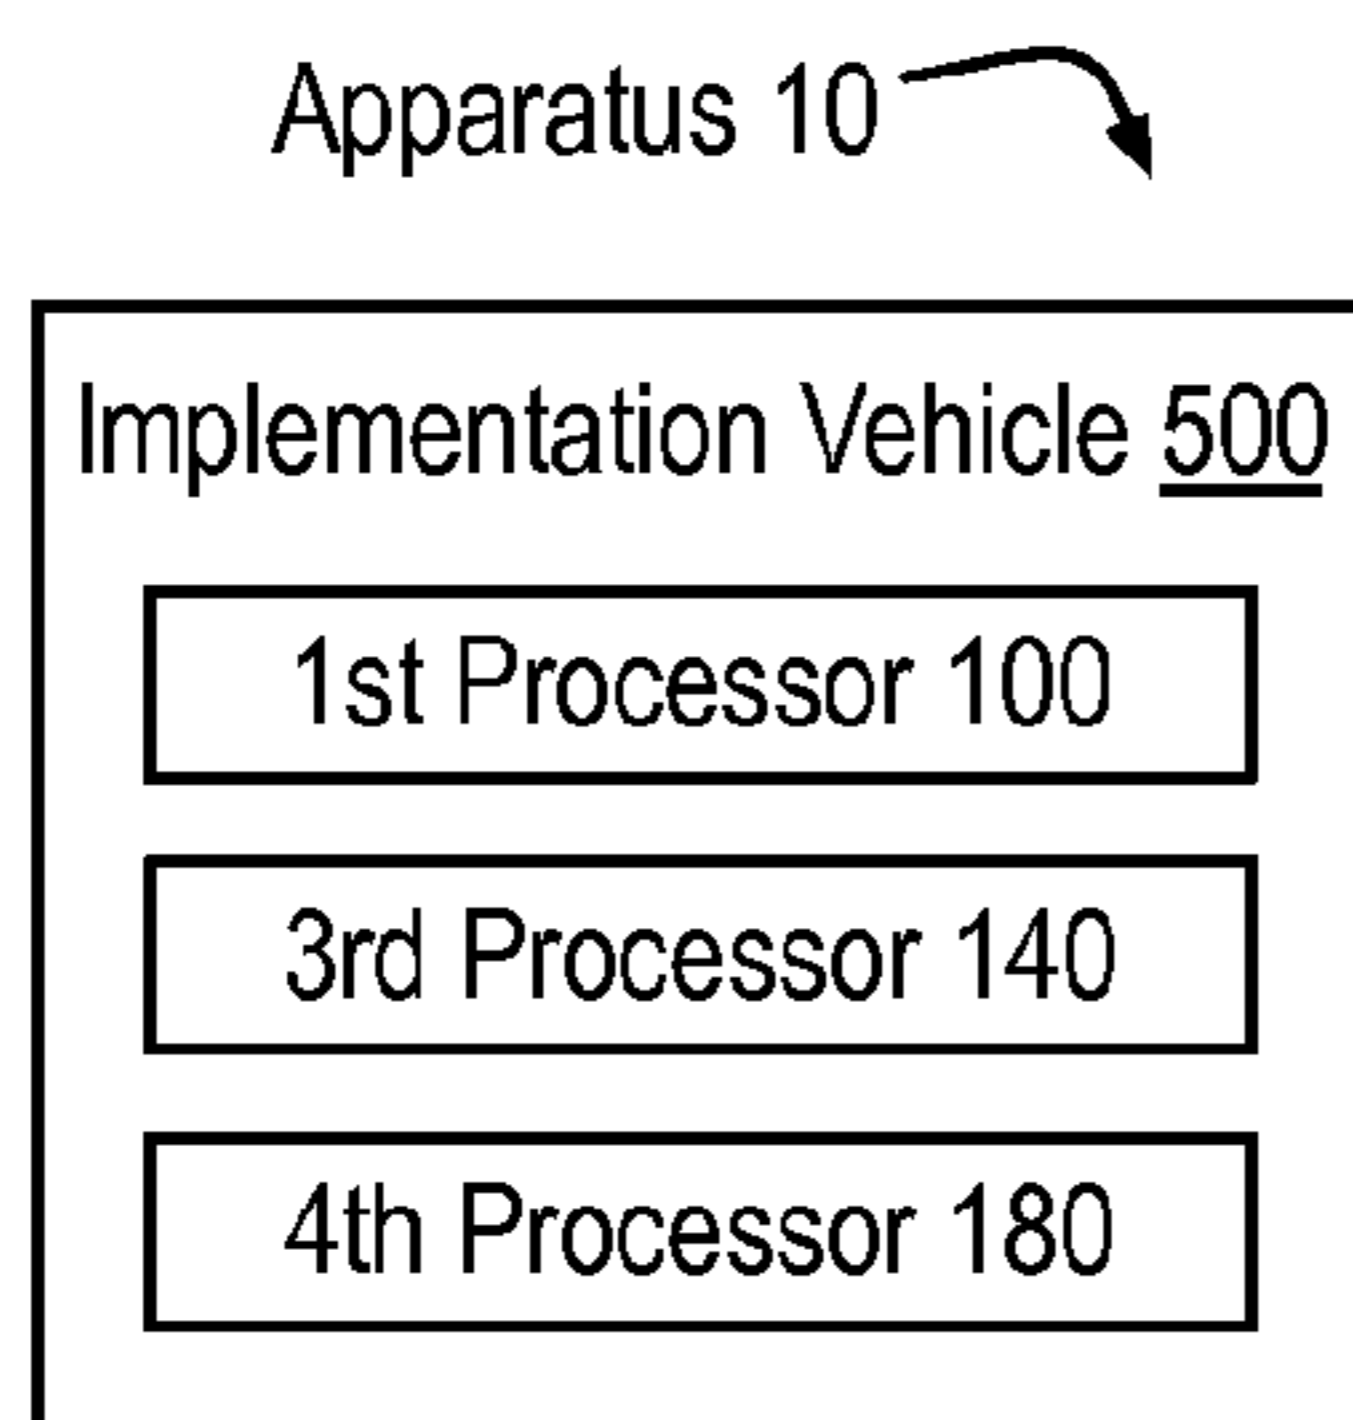 Apparatus 10
Implementation Vehicle 500
1st Processor 100
3rd Processor 140
4th Processor 180